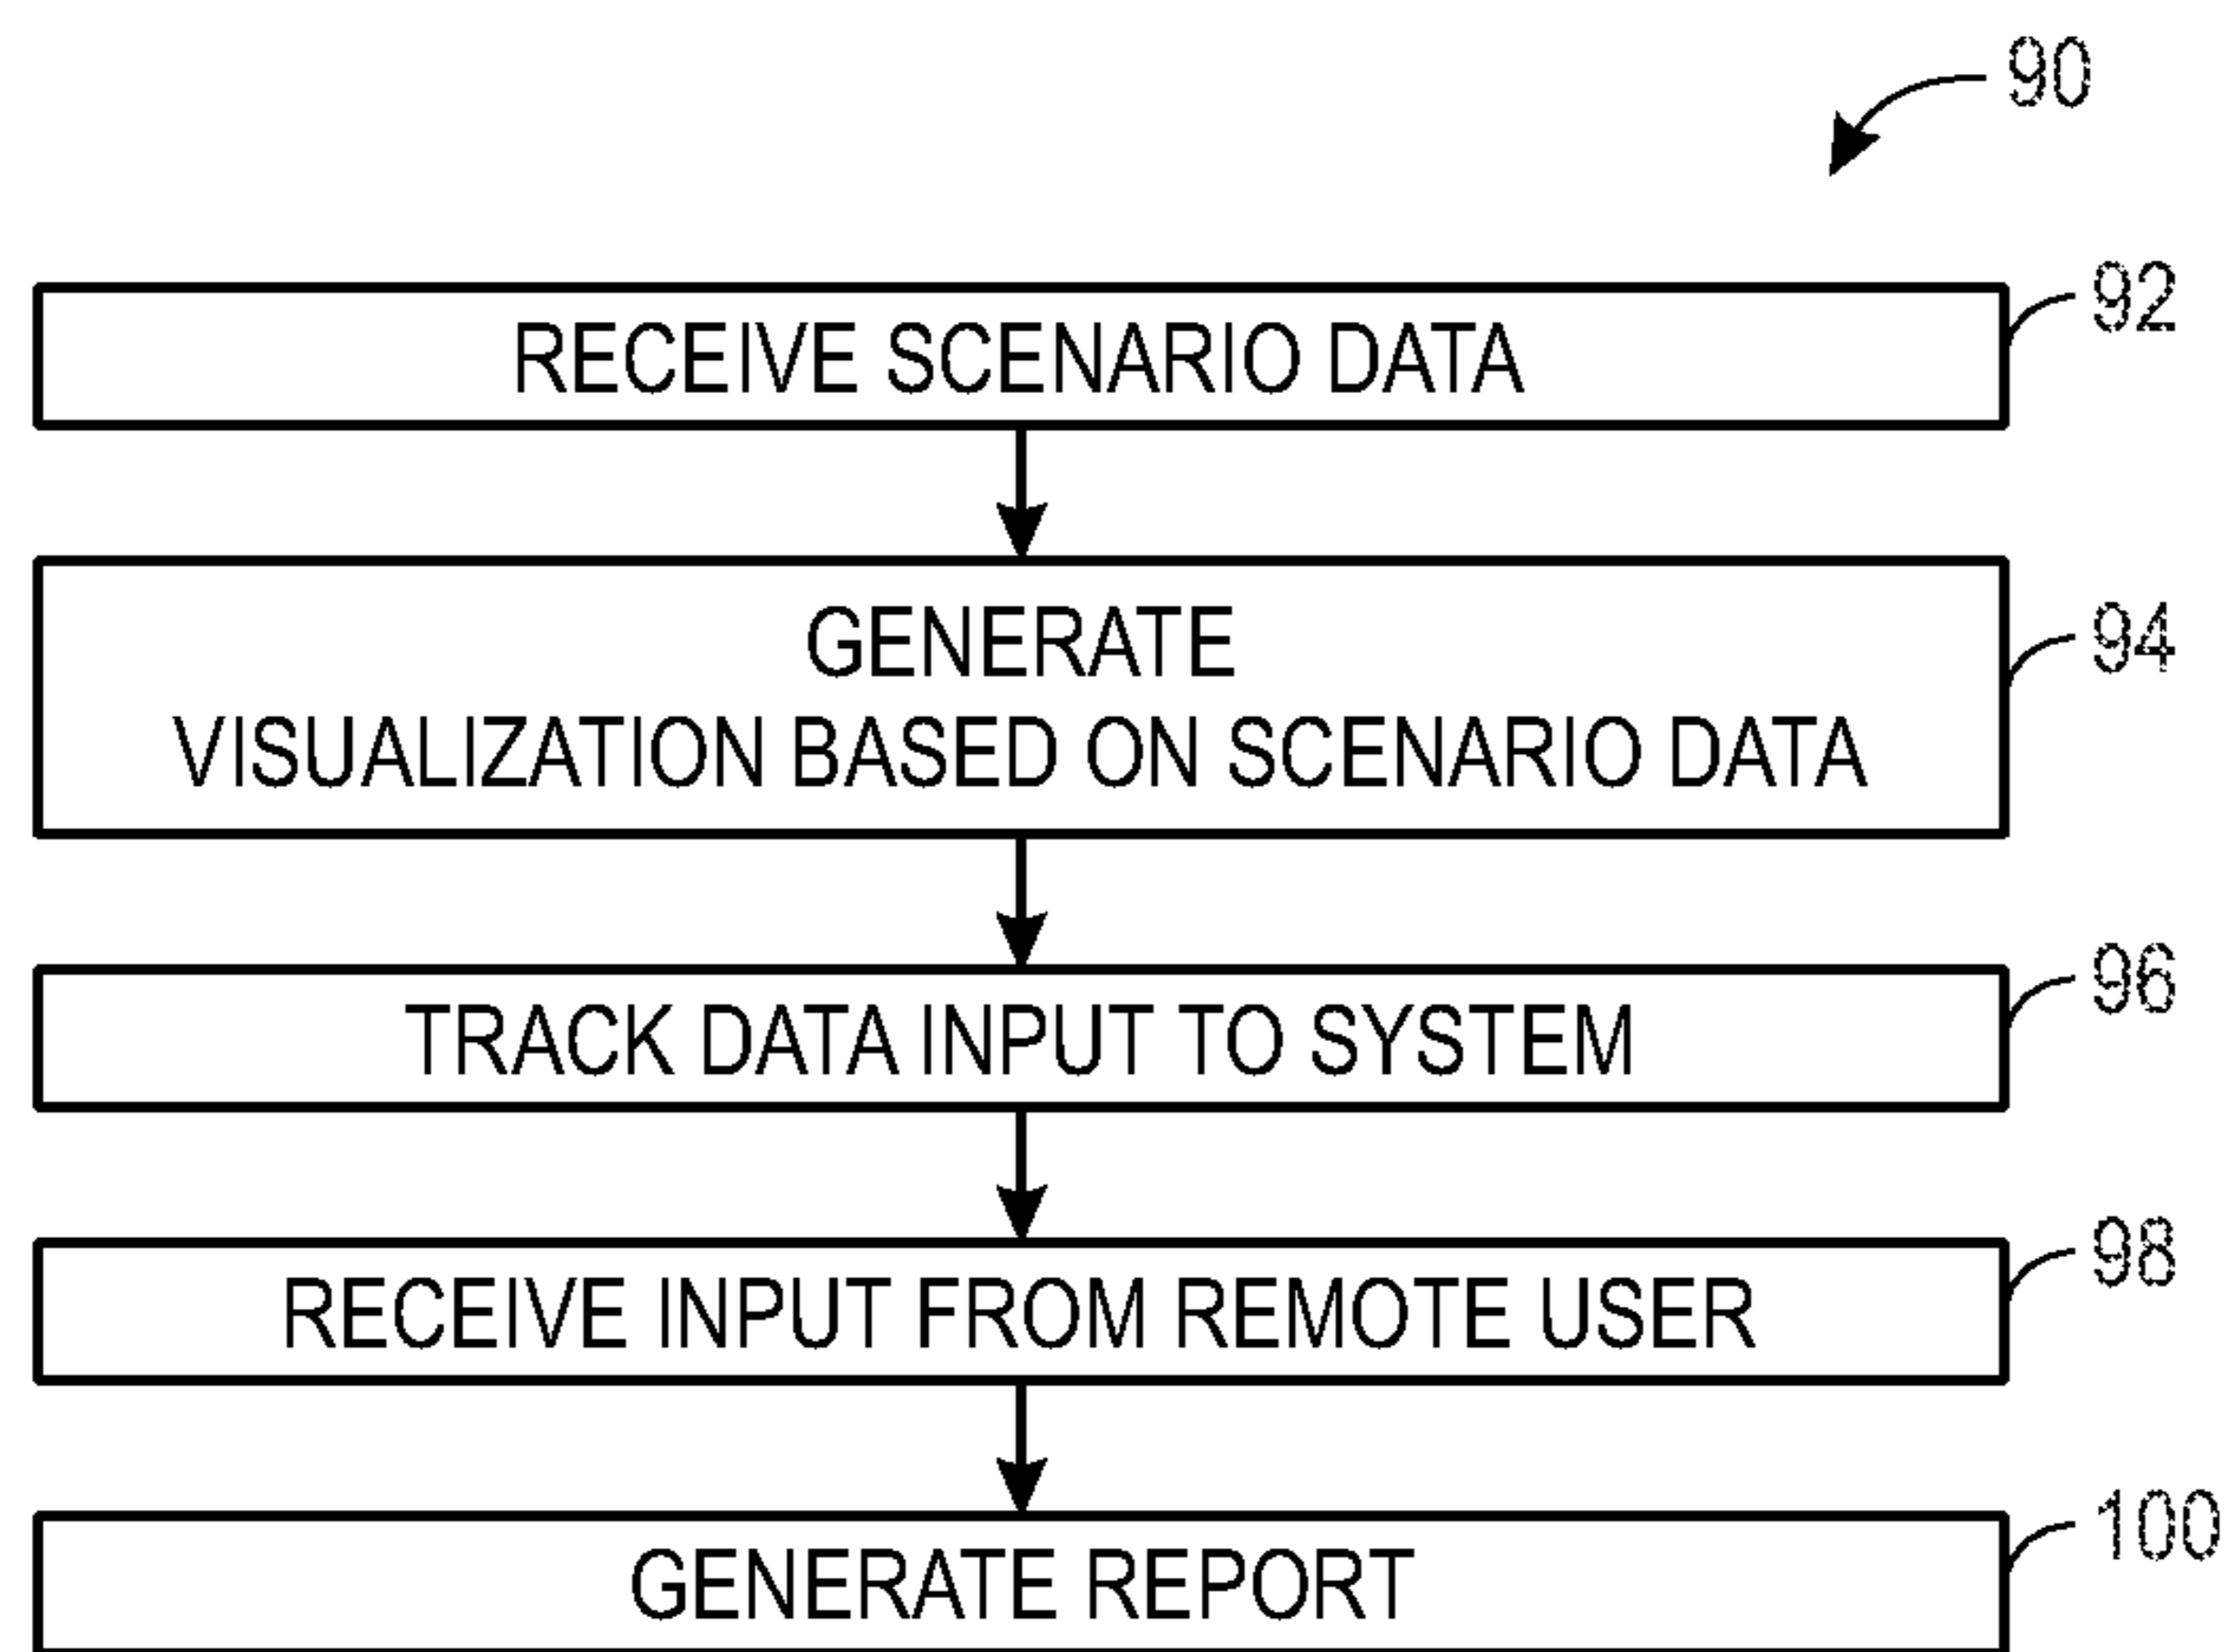 90
RECEIVE SCENARIO DATA
92
GENERATE
VISUALIZATION BASED ON SCENARIO DATA
94
TRACK DATA INPUT TO SYSTEM
96
RECEIVE INPUT FROM REMOTE USER
98
GENERATE REPORT
100